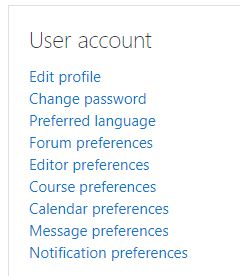 User account
Edit profile
Change password
Preferred language
Forum preferences
Editor preferences
Course preferences
Calendar preferences
Message preferences
Notification preferences